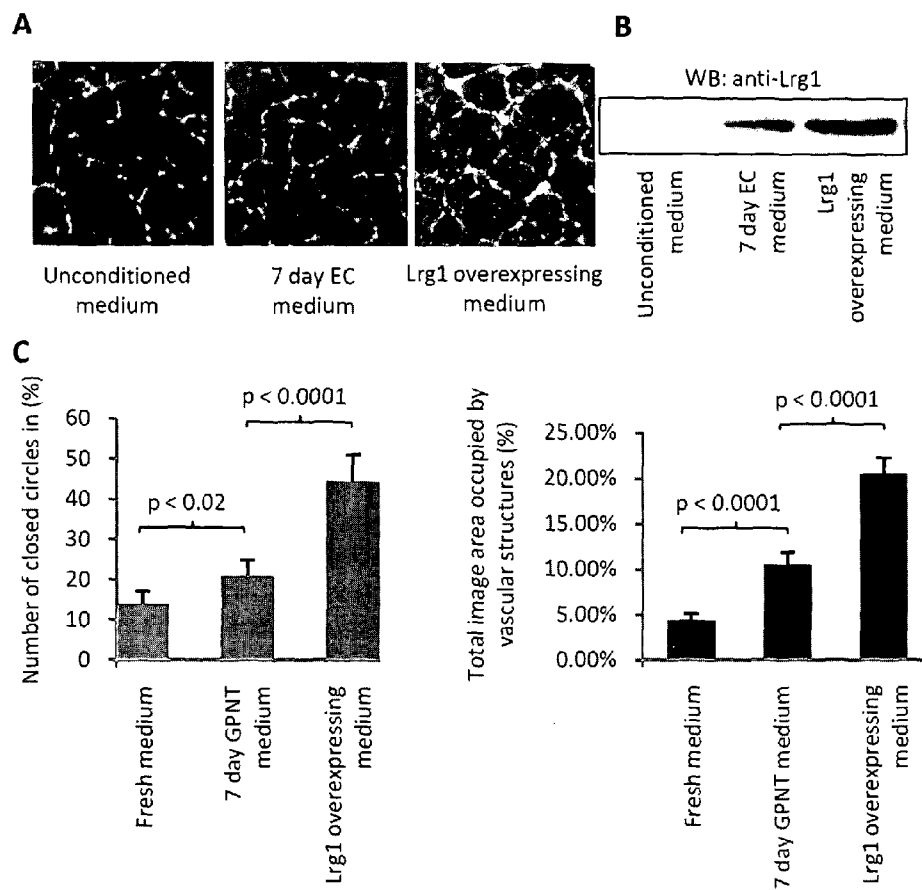 A
Unconditioned
medium
7 day EC
medium
Lrg1 overexpressing
medium
B
WB: anti-Lrg1
Unconditioned
medium
7 day EC
medium
Lrg1
overexpressing
medium
C
Number of closed circles in (%)
60
50
40
30
20
10
0
p < 0.02
p < 0.0001
Fresh medium
7 day GPNT
medium
Lrg1 overexpressing
medium
Total image area occupied by
vascular structures (%)
25.00%
20.00%
15.00%
10.00%
5.00%
0.00%
p < 0.0001
p < 0.0001
Fresh medium
7 day GPNT medium
Lrg1 overexpressing
medium